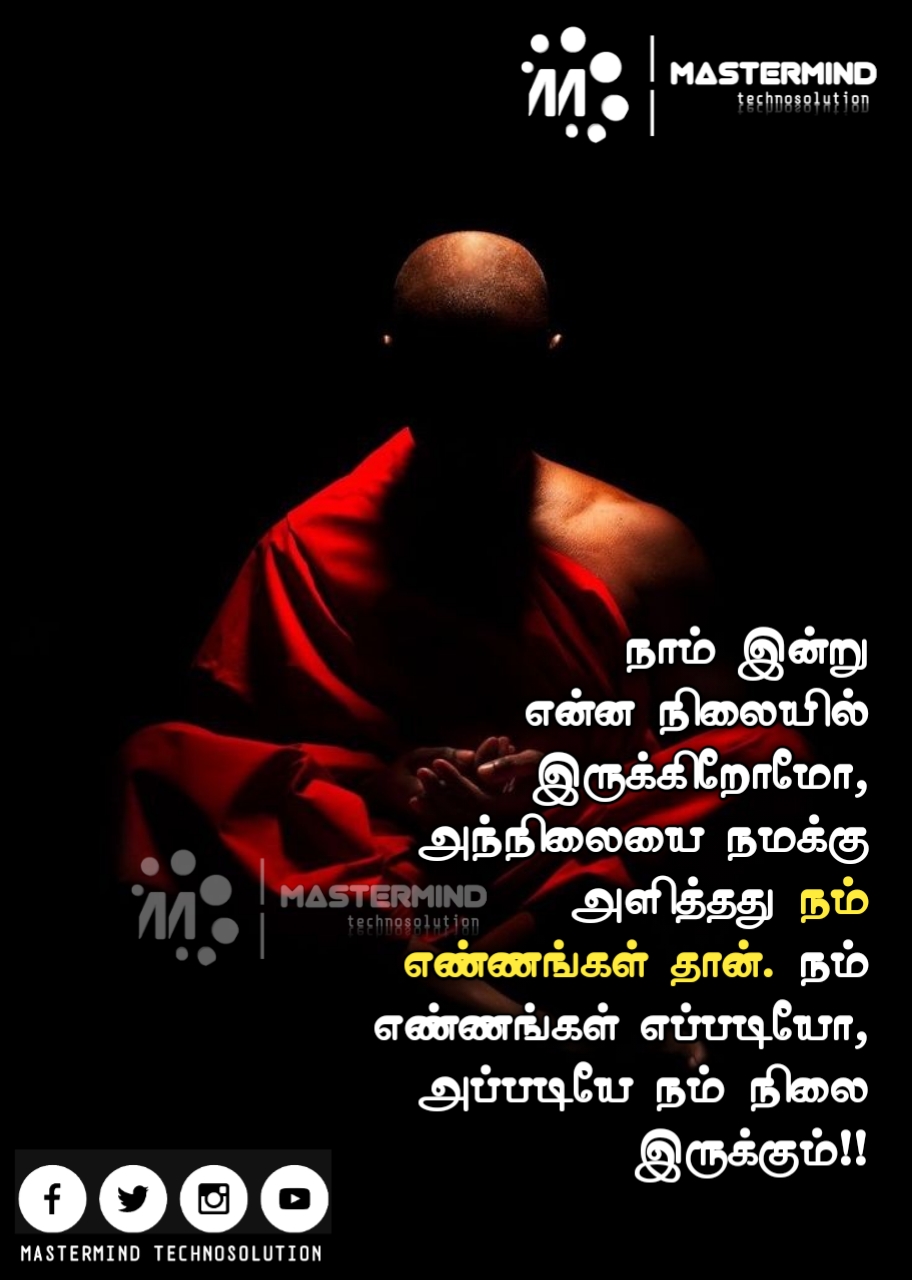 MASTERMIND
technosolution
நாம் இன்று
என்ன நிலையில்
இருக்கிறோமோ,
அந்நிலையை நமக்கு
அளித்தது நம்
எண்ணங்கள் தான். நம்
எண்ணங்கள் எப்படியோ,
அப்படியே நம் நிலை
இருக்கும்!!
MASTERMIND
technosolution
MASTERMIND TECHNOSOLUTION